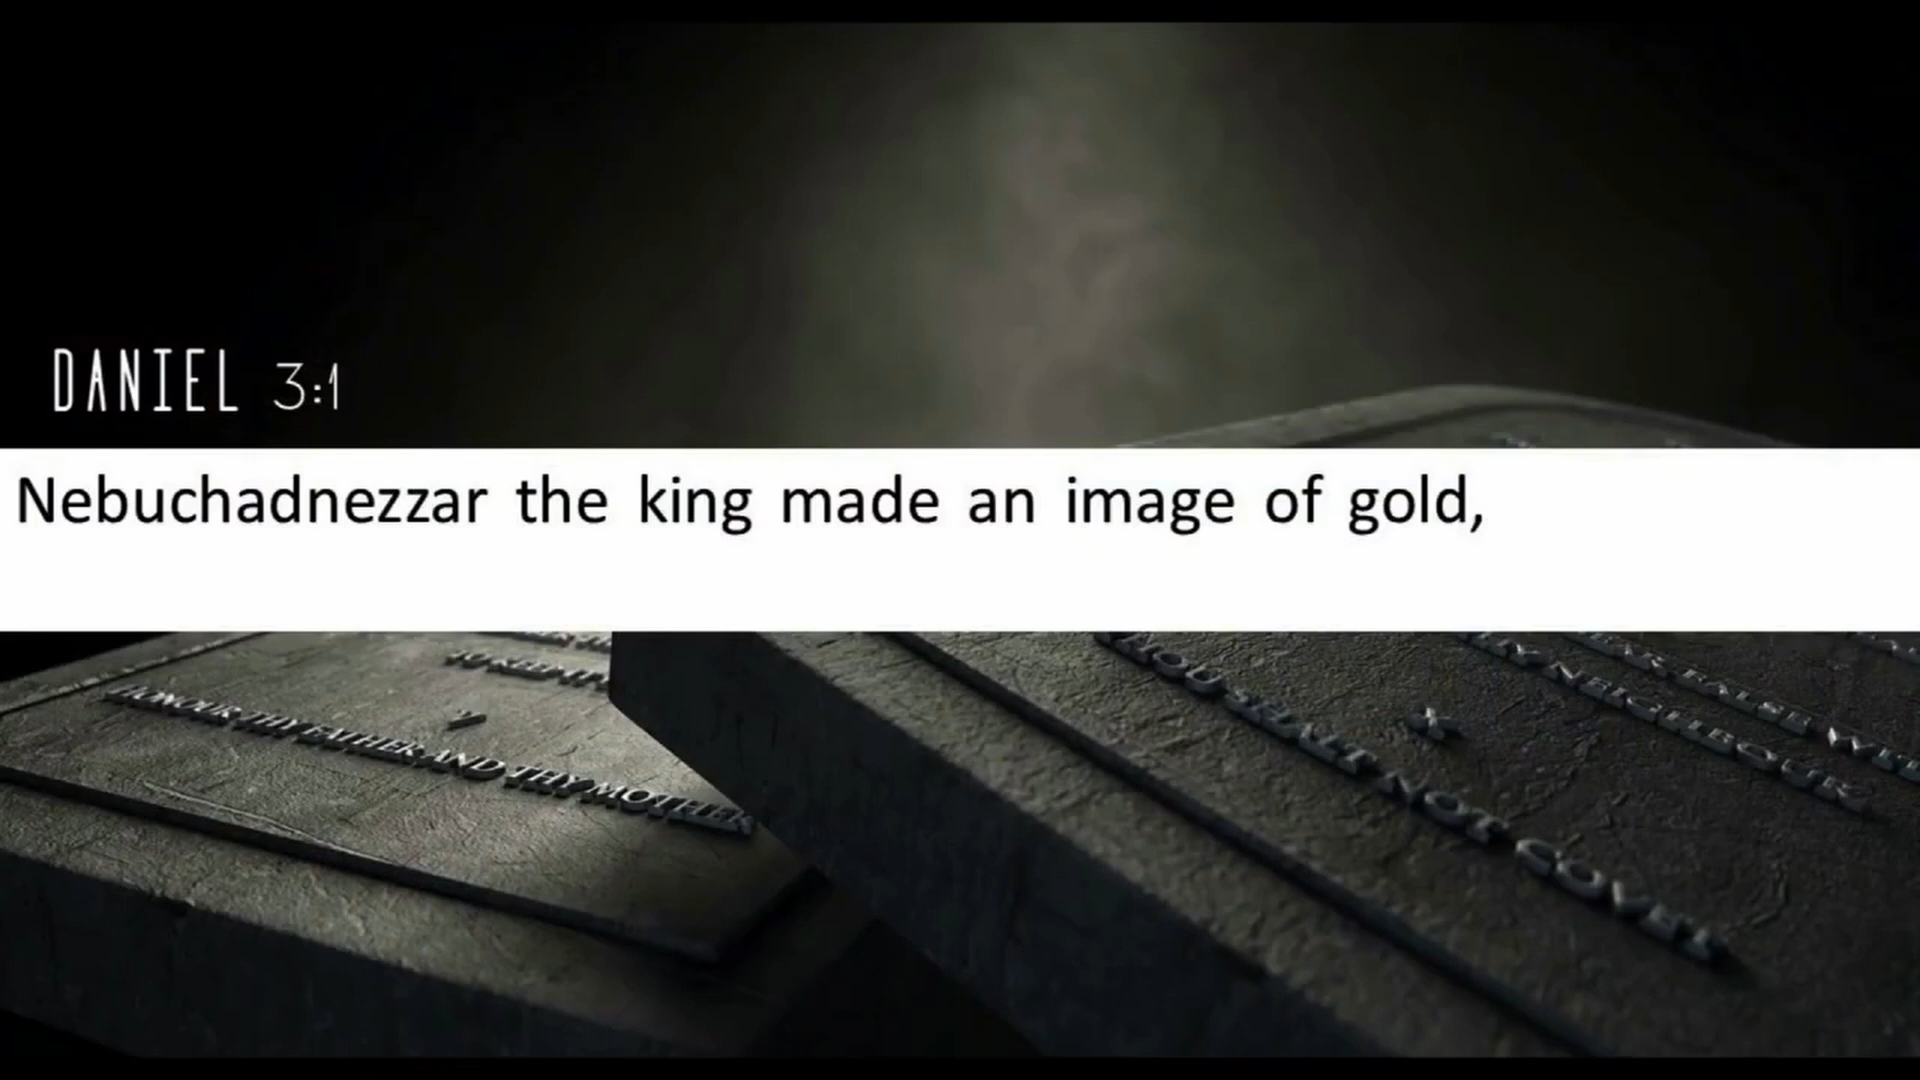 DANIEL 3:1
Nebuchadnezzar the king made an image of gold,
HONOUR THY FATHER AND THY MOTHER
THOU SHALT NOT COVET
X
THY NEIGHBOUR
FALSE